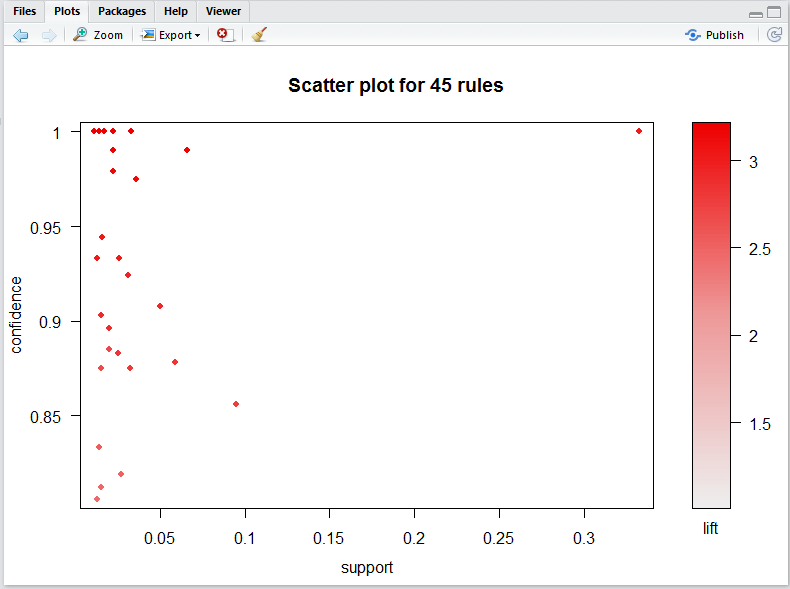 Files Plots Packages Help Viewer
Zoom Export Publish
Scatter plot for 45 rules
1
0.95
0.9
0.85
confidence
0.05 0.1 0.15 0.2 0.25 0.3
support
3
2.5
2
1.5
lift